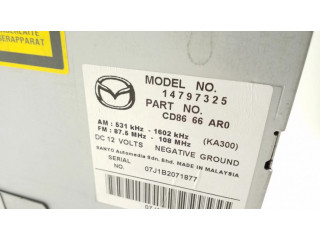 ERGERAPPARAT
MODEL NO.
14797325
PART NO.
CD86 66 AR0
AM : 531 kHz - 1602 kHz (KA300)
FM : 87.5 MHz - 108 MHz
DC 12 VOLTS NEGATIVE GROUND
SANYO Automedia Sdn. Bhd. MADE IN MALAYSIA
SERIAL
NO. 07J1B2071877